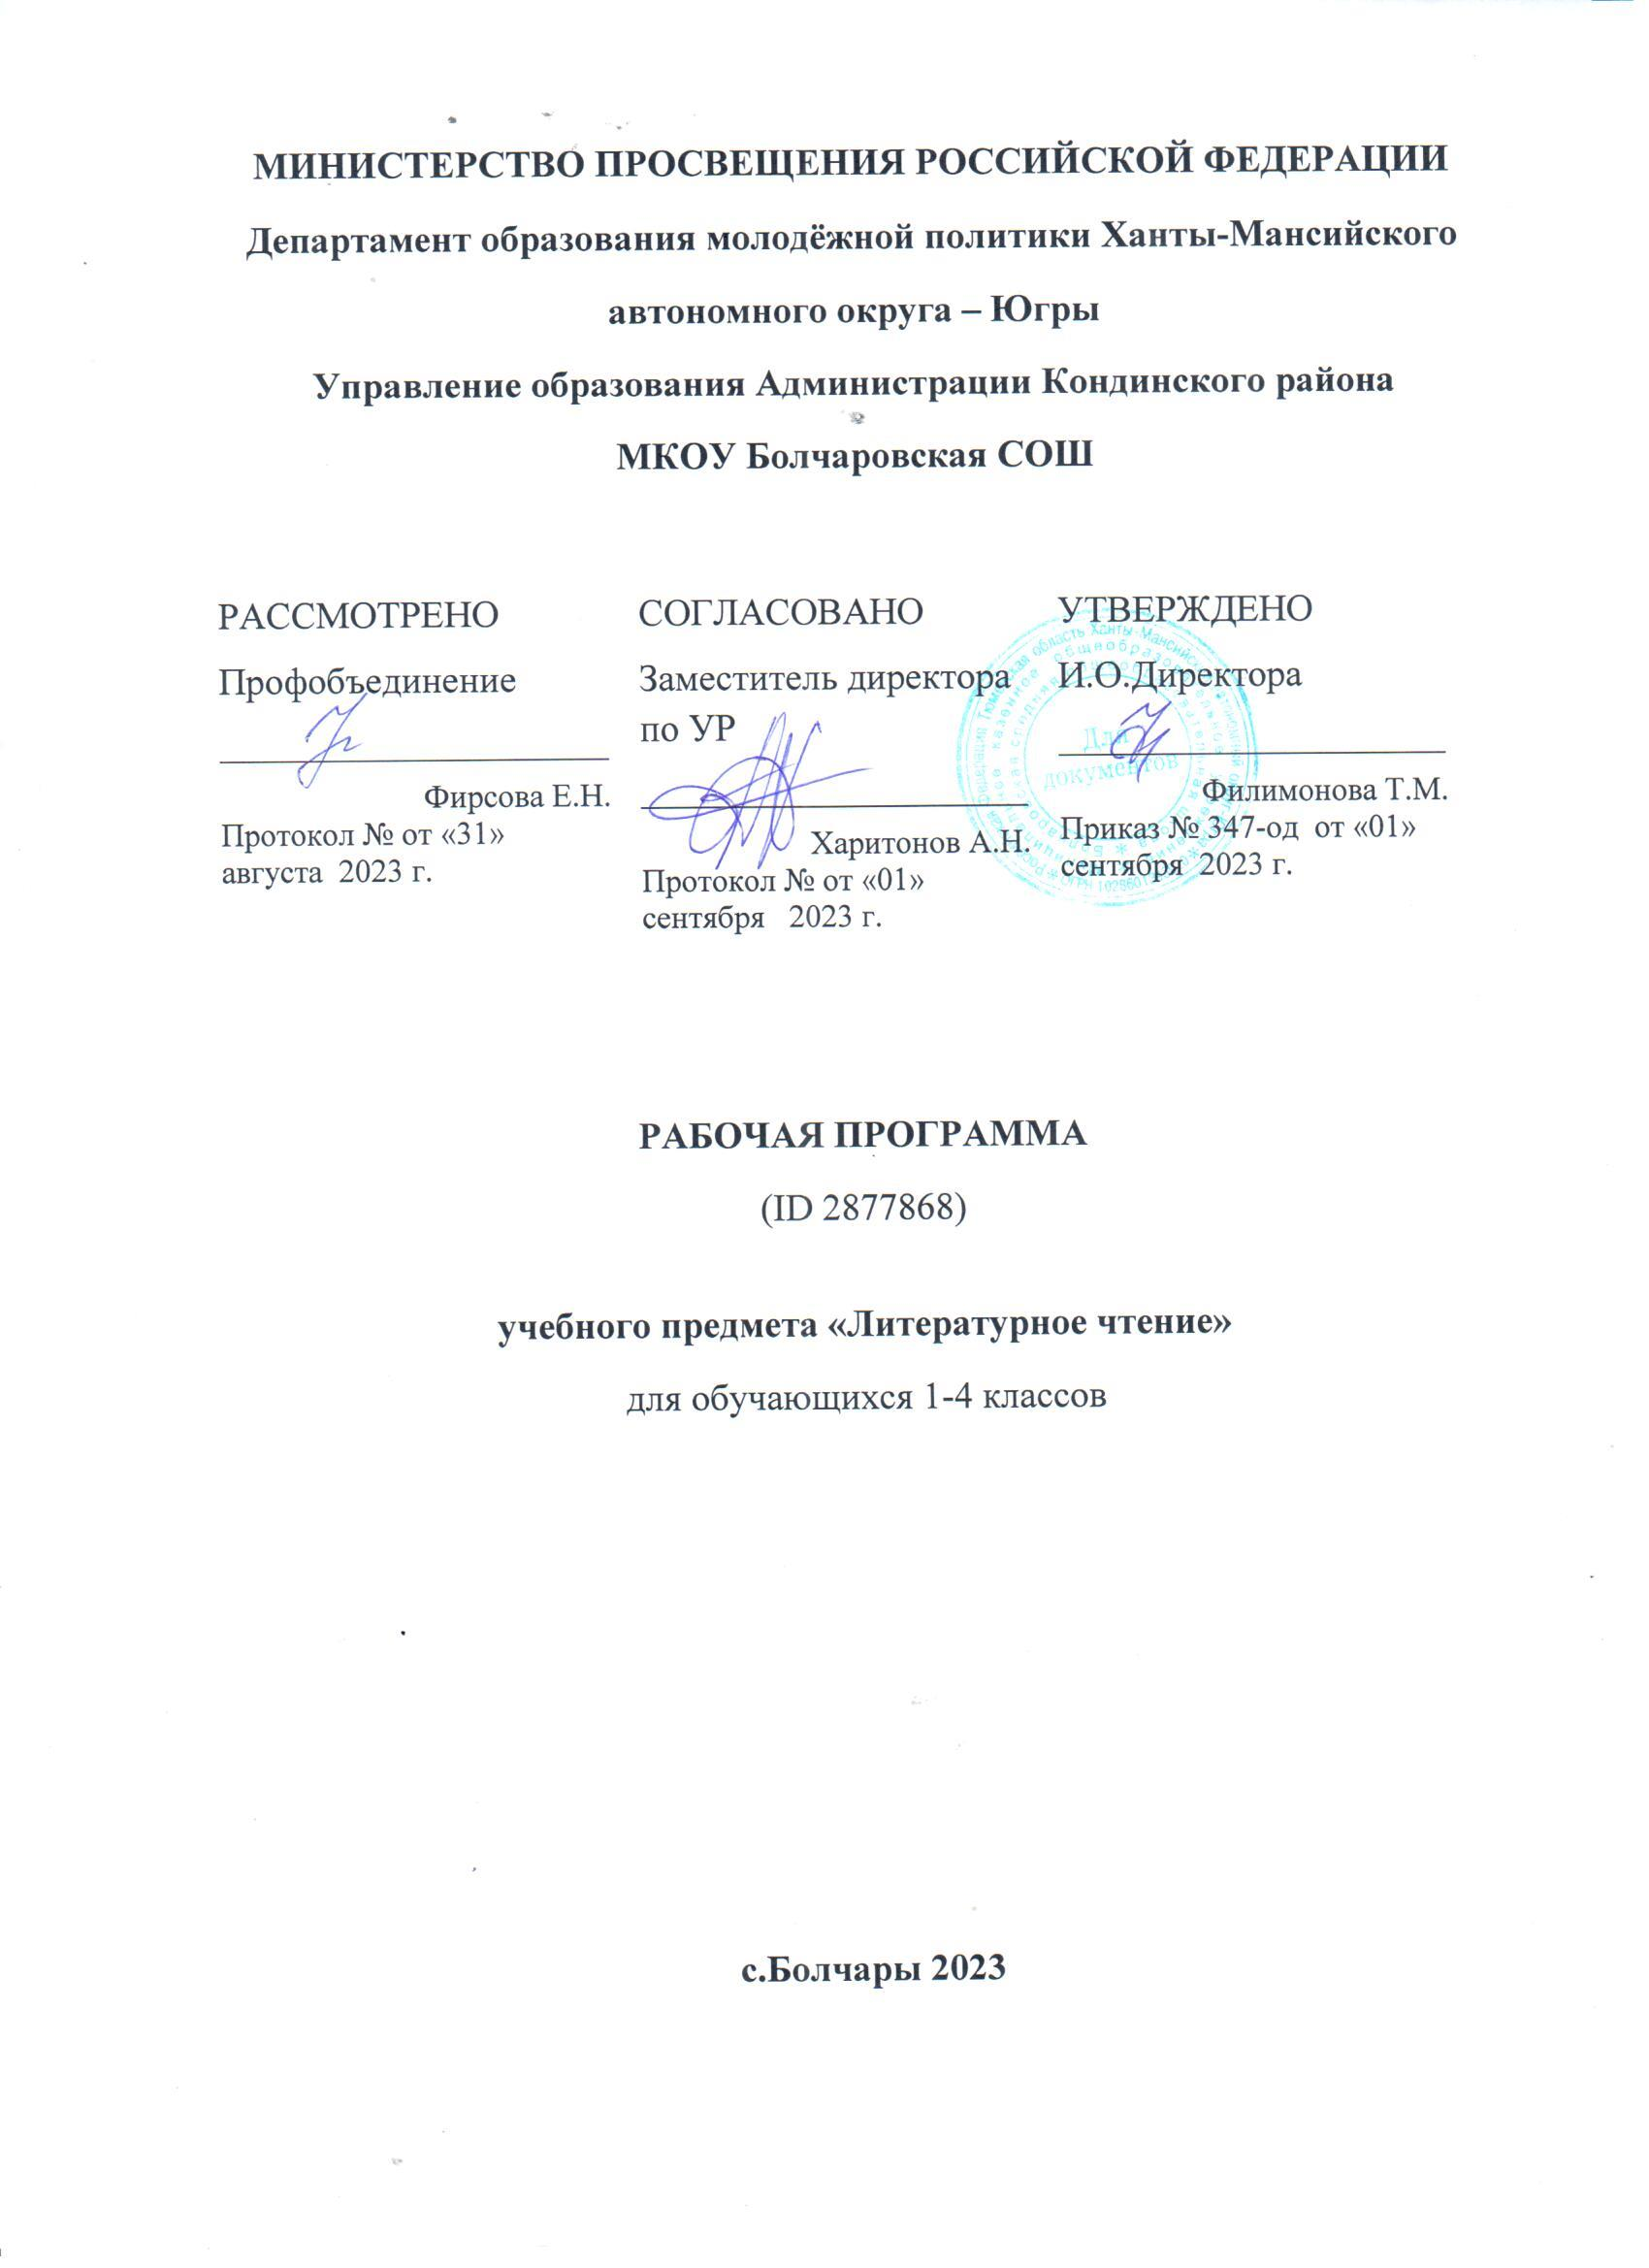 МИНИСТЕРСТВО ПРОСВЕЩЕНИЯ РОССИЙСКОЙ ФЕДЕРАЦИИ
Департамент образования молодёжной политики Ханты-Мансийского
автономного округа – Югры
Управление образования Администрации Кондинского района
МКОУ Болчаровская СОШ
РАССМОТРЕНО
Профобъединение
Фирсова Е.Н.
Протокол № от «31»
августа 2023 г.
СОГЛАСОВАНО
Заместитель директора
по УР
Харитонов А.Н.
Протокол № от «01»
сентября 2023 г.
УТВЕРЖДЕНО
И.О.Директора
Филимонова Т.М.
Приказ № 347-од от «01»
сентября 2023 г.
Для
документов
РАБОЧАЯ ПРОГРАММА
(ID 2877868)
учебного предмета «Литературное чтение»
для обучающихся 1-4 классов
с.Болчары 2023